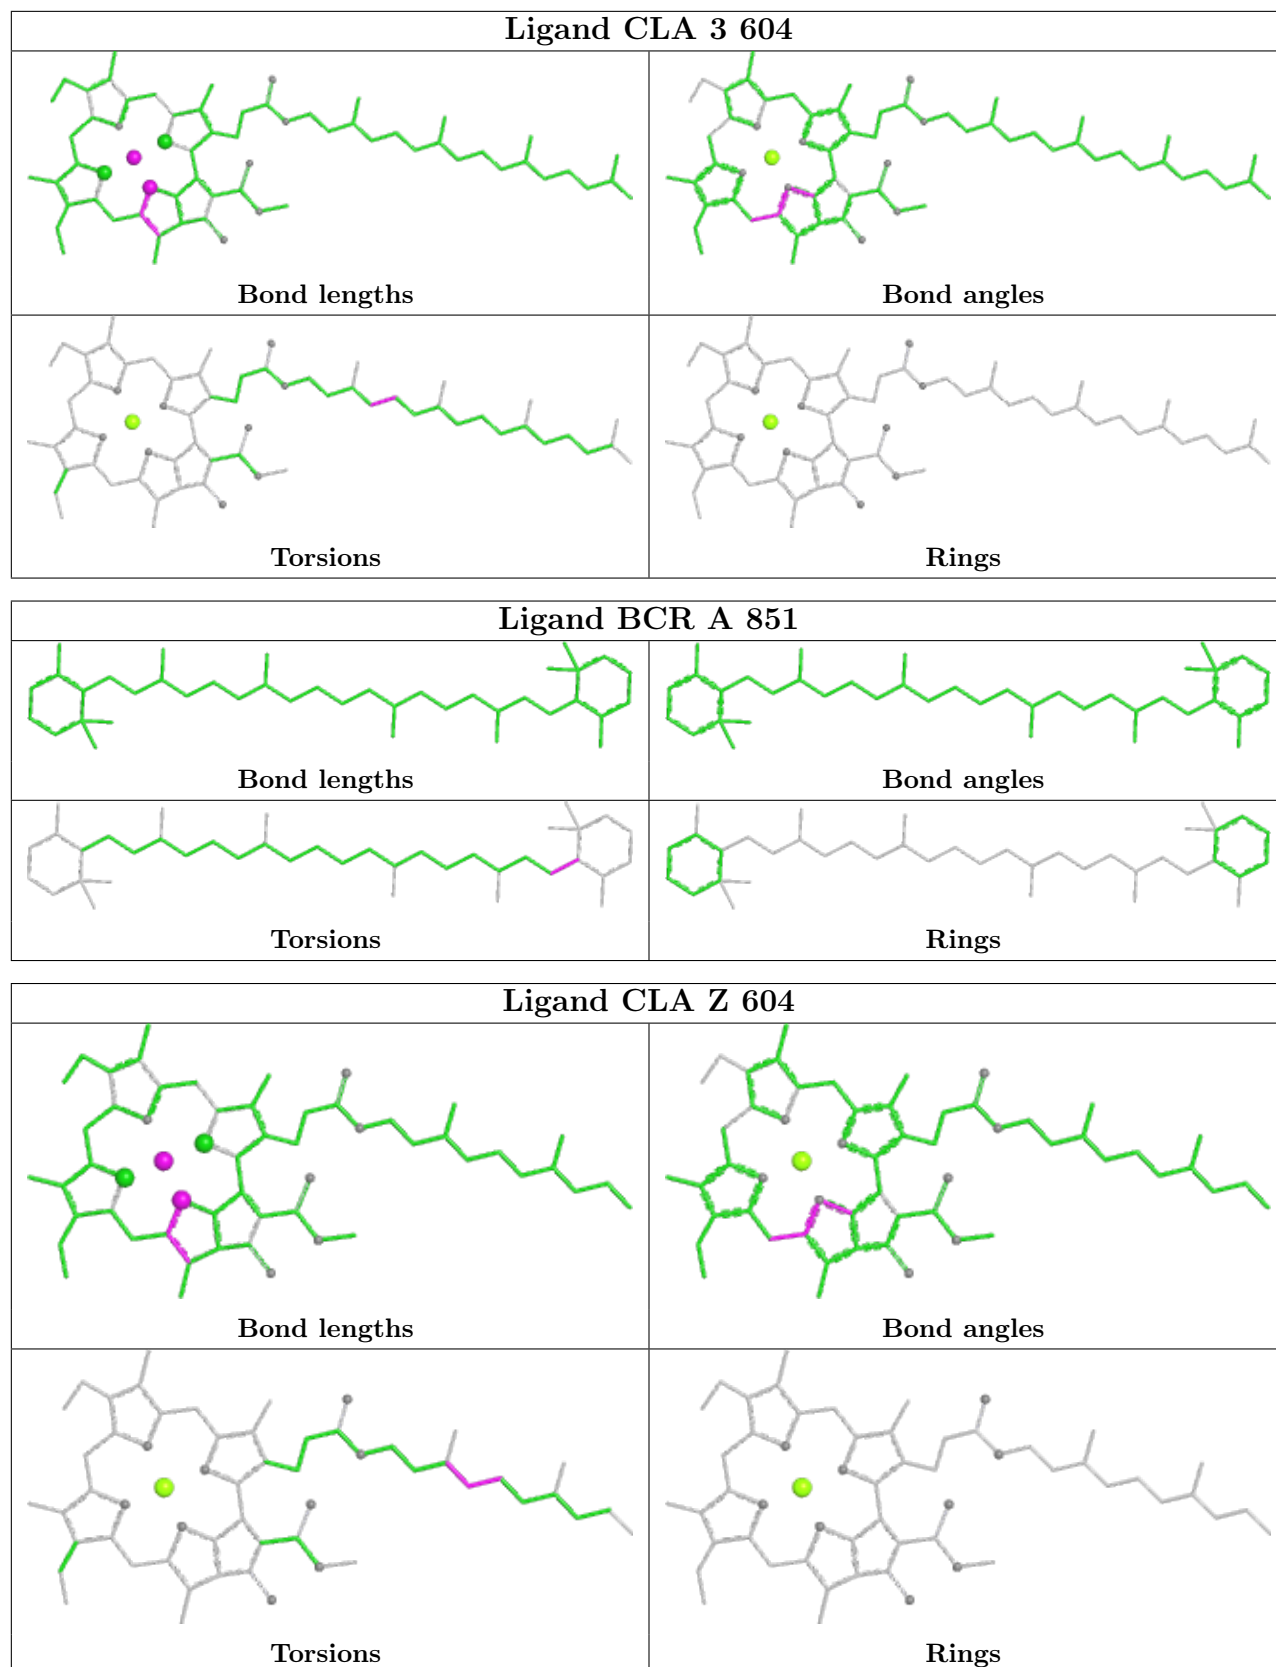 Ligand CLA 3 604
Bond lengths
Bond angles
Torsions
Rings
Ligand BCR A 851
Bond lengths
Bond angles
Torsions
Rings
Ligand CLA Z 604
Bond lengths
Bond angles
Torsions
Rings